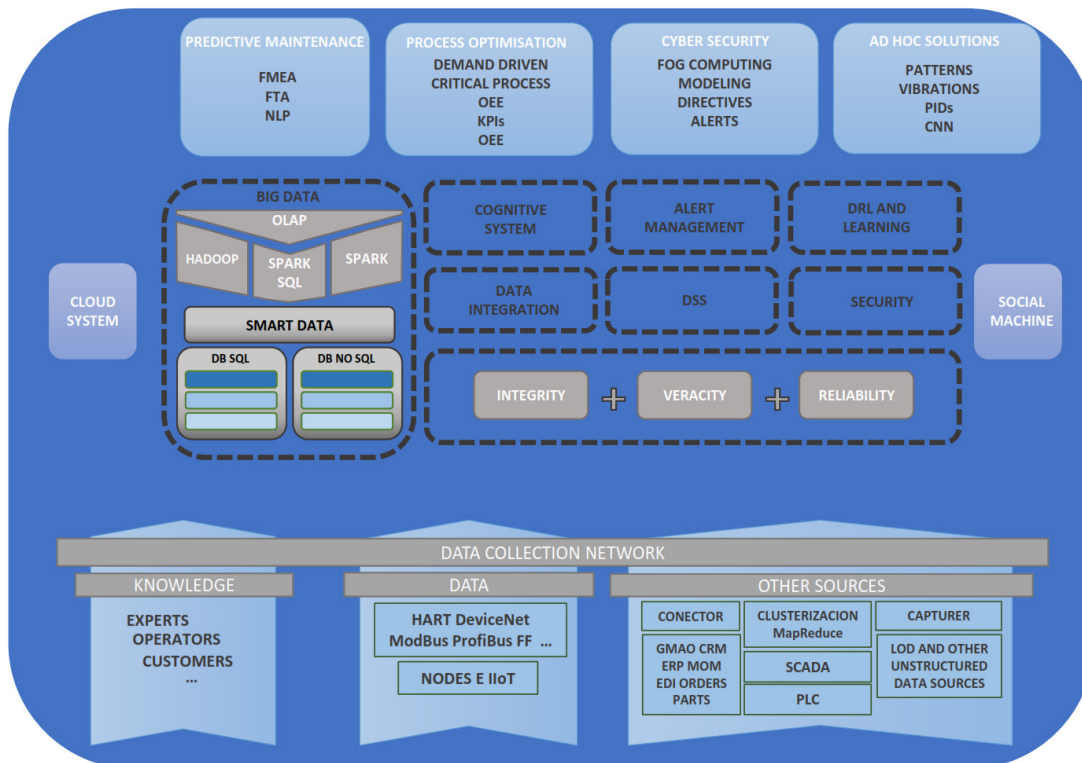 PREDICTIVE MAINTENANCE
FMEA
FTA
NLP
PROCESS OPTIMISATION
DEMAND DRIVEN
CRITICAL PROCESS
OEE
KPIs
OEE
CYBER SECURITY
FOG COMPUTING
MODELING
DIRECTIVES
ALERTS
AD HOC SOLUTIONS
PATTERNS
VIBRATIONS
PIDs
CNN
CLOUD
SYSTEM
BIG DATA
OLAP
HADOOP
SPARK
SQL
SPARK
SMART DATA
DB SQL
DB NO SQL
COGNITIVE
SYSTEM
ALERT
MANAGEMENT
DRL AND
LEARNING
DATA
INTEGRATION
DSS
SECURITY
INTEGRITY
+
VERACITY
+
RELIABILITY
SOCIAL
MACHINE
DATA COLLECTION NETWORK
KNOWLEDGE
EXPERTS
OPERATORS
CUSTOMERS
...
DATA
HART DeviceNet
ModBus ProfiBus FF ...
NODES E IIoT
OTHER SOURCES
CONECTOR
GMAO CRM
ERP MOM
EDI ORDERS
PARTS
CLUSTERIZACION
MapReduce
SCADA
PLC
CAPTURER
LOD AND OTHER
UNSTRUCTURED
DATA SOURCES